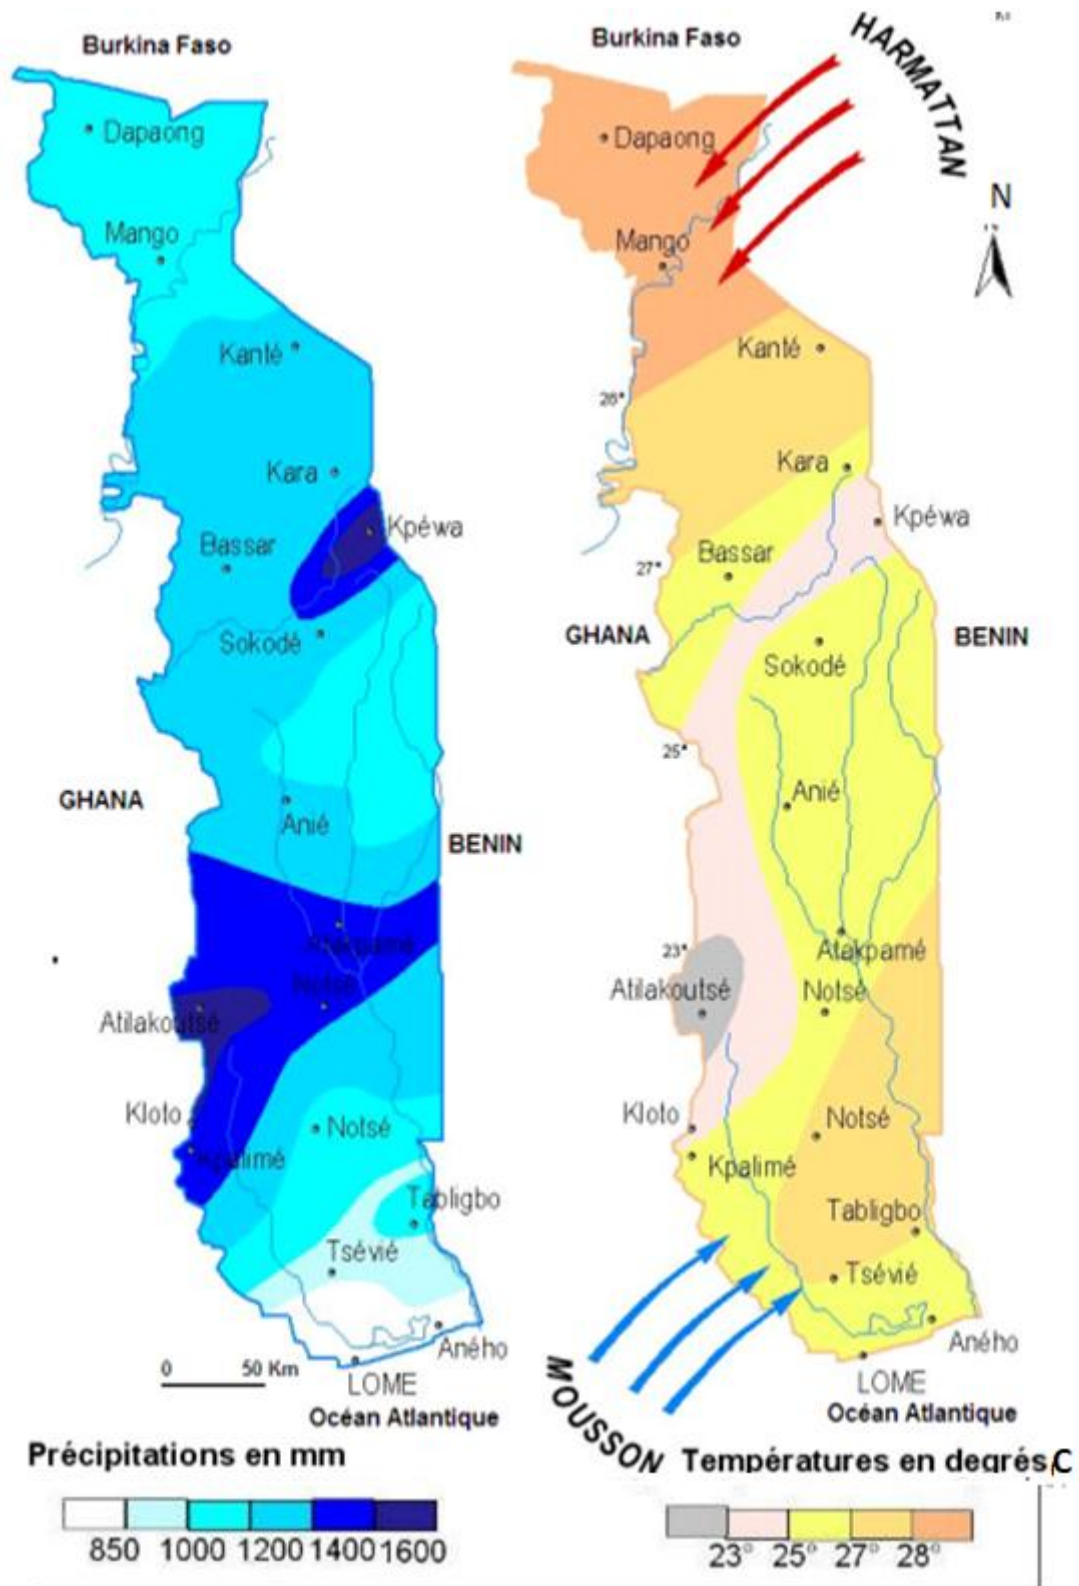 Burkina Faso
Dapaong
Mango
Kanté
Kara
Kpéwa
Bassar
Sokodé
GHANA
Anié
BENIN
Atakpamé
Notsé
Atilakoutsé
Kloto
Notsé
Kpalimé
Tabligbo
Tsévié
Aného
0 50 Km
LOME
Océan Atlantique
Précipitations en mm
850 1000 1200 1400 1600
Burkina Faso
HARMATTAN
Dapaong
N
Mango
Kanté
28°
Kara
Kpéwa
Bassar
27°
GHANA
BENIN
Sokodé
25°
Anié
23°
Atakpamé
Atilakoutsé
Notsé
Kloto
Notsé
Kpalimé
Tabligbo
Tsévié
Aného
MOUSSON
LOME
Océan Atlantique
Températures en degrés C
23° 25° 27° 28°